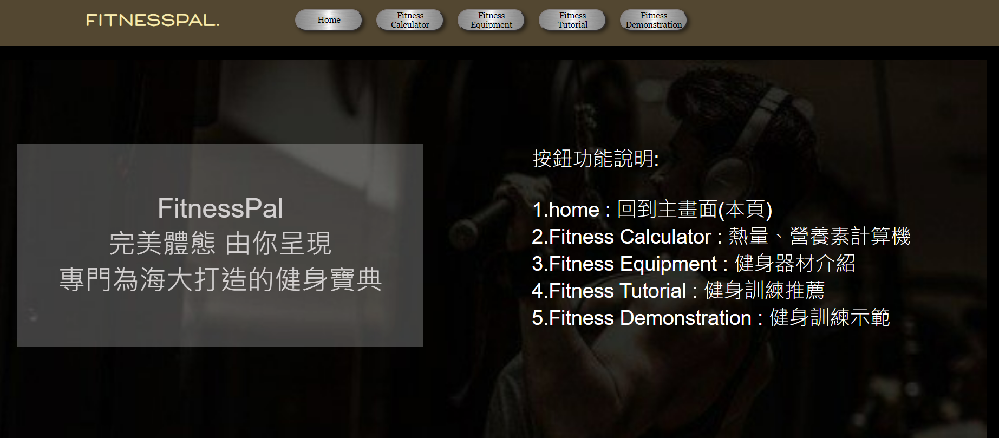 FITNESSPAL.
Home
Fitness
Calculator
Fitness
Equipment
Fitness
Tutorial
Fitness
Demonstration
FitnessPal
完美體態 由你呈現
專門為海大打造的健身寶典
按鈕功能說明:
1.home : 回到主畫面(本頁)
2.Fitness Calculator : 熱量、營養素計算機
3.Fitness Equipment : 健身器材介紹
4.Fitness Tutorial : 健身訓練推薦
5.Fitness Demonstration : 健身訓練示範